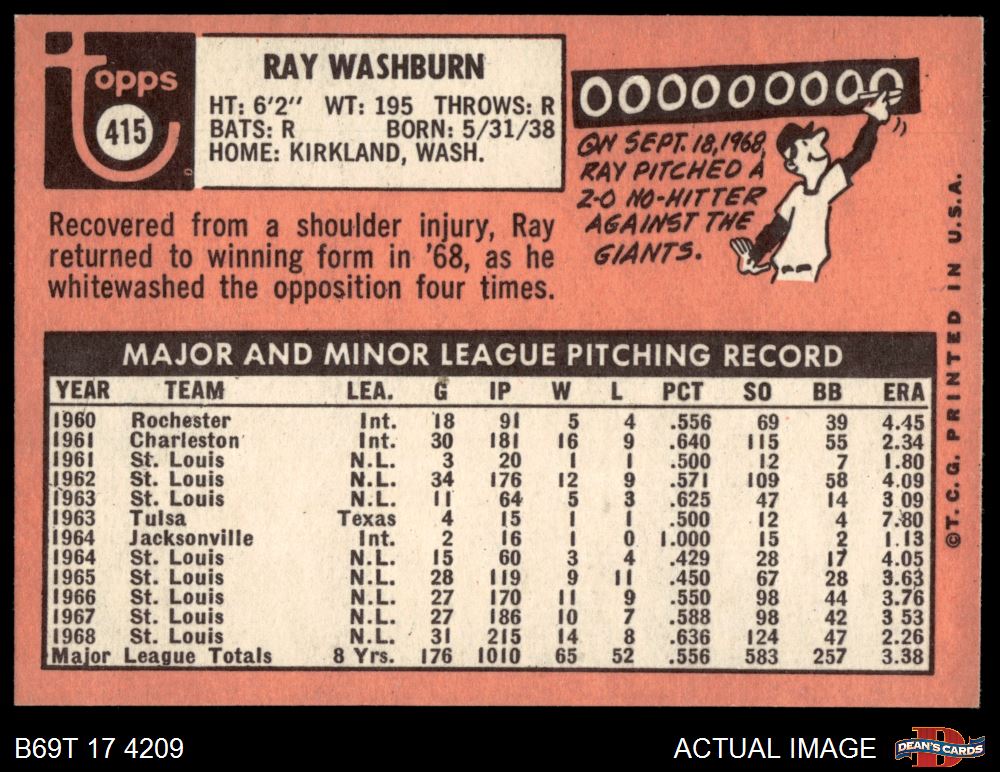 topps
415
RAY WASHBURN
HT: 6'2" WT: 195 THROWS: R
BATS: R BORN: 5/31/38
HOME: KIRKLAND, WASH.
Recovered from a shoulder injury, Ray
returned to winning form in '68, as he
whitewashed the opposition four times.
000000000
ON SEPT. 18, 1968,
RAY PITCHED A
2-0 NO-HITTER
AGAINST THE
GIANTS.
©T. C. G. PRINTED IN U.S.A.
MAJOR AND MINOR LEAGUE PITCHING RECORD
YEAR TEAM LEA. G IP W L PCT SO BB ERA
1960 Rochester Int. 18 91 5 4 .556 69 39 4.45
1961 Charleston Int. 30 181 16 9 .640 115 55 2.34
1961 St. Louis N.L. 3 20 1 1 .500 12 7 1.80
1962 St. Louis N.L. 34 176 12 9 .571 109 58 4.09
1963 St. Louis N.L. 11 64 5 3 .625 47 14 3.09
1963 Tulsa Texas 4 15 1 1 .500 12 4 7.80
1964 Jacksonville Int. 2 16 1 0 1.000 15 2 1.13
1964 St. Louis N.L. 15 60 3 4 .429 28 17 4.05
1965 St. Louis N.L. 28 119 9 11 .450 67 28 3.63
1966 St. Louis N.L. 27 170 11 9 .550 98 44 3.76
1967 St. Louis N.L. 27 186 10 7 .588 98 42 3.53
1968 St. Louis N.L. 31 215 14 8 .636 124 47 2.26
Major League Totals 8 Yrs. 176 1010 65 52 .556 583 257 3.38
B69T 17 4209
ACTUAL IMAGE
DEAN'S CARDS